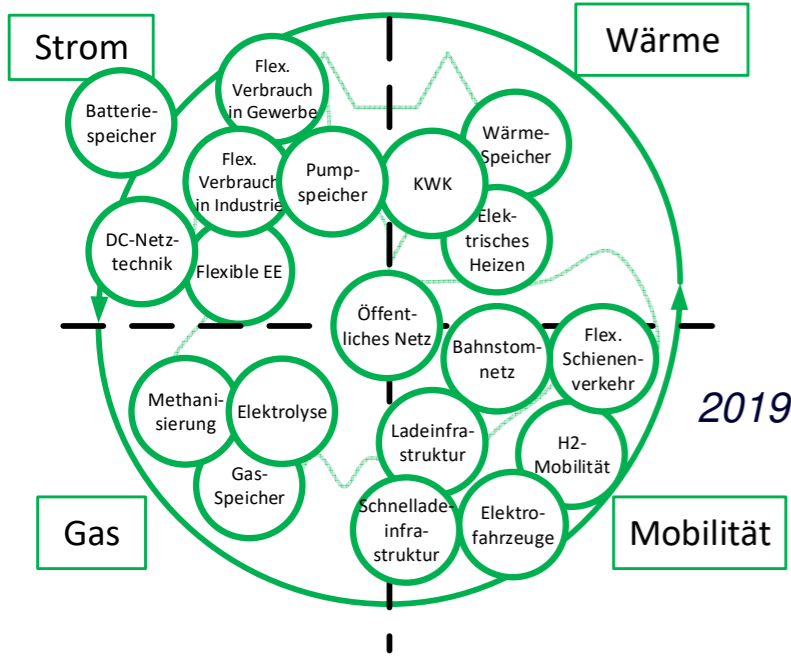 Strom
Wärme
Flex.
Verbrauch
in Gewerbe
Batterie-
speicher
Wärme-
Speicher
Flex.
Verbrauch
in Industrie
Pump-
speicher
KWK
Elek-
trisches
Heizen
DC-Netz-
technik
Flexible EE
Öffent-
liches Netz
Bahnstom-
netz
Flex.
Schienen-
verkehr
Methani-
sierung
Elektrolyse
2019
Ladeinfra-
struktur
H2-
Mobilität
Gas-
Speicher
Schnellade-
infra-
struktur
Elektro-
fahrzeuge
Gas
Mobilität